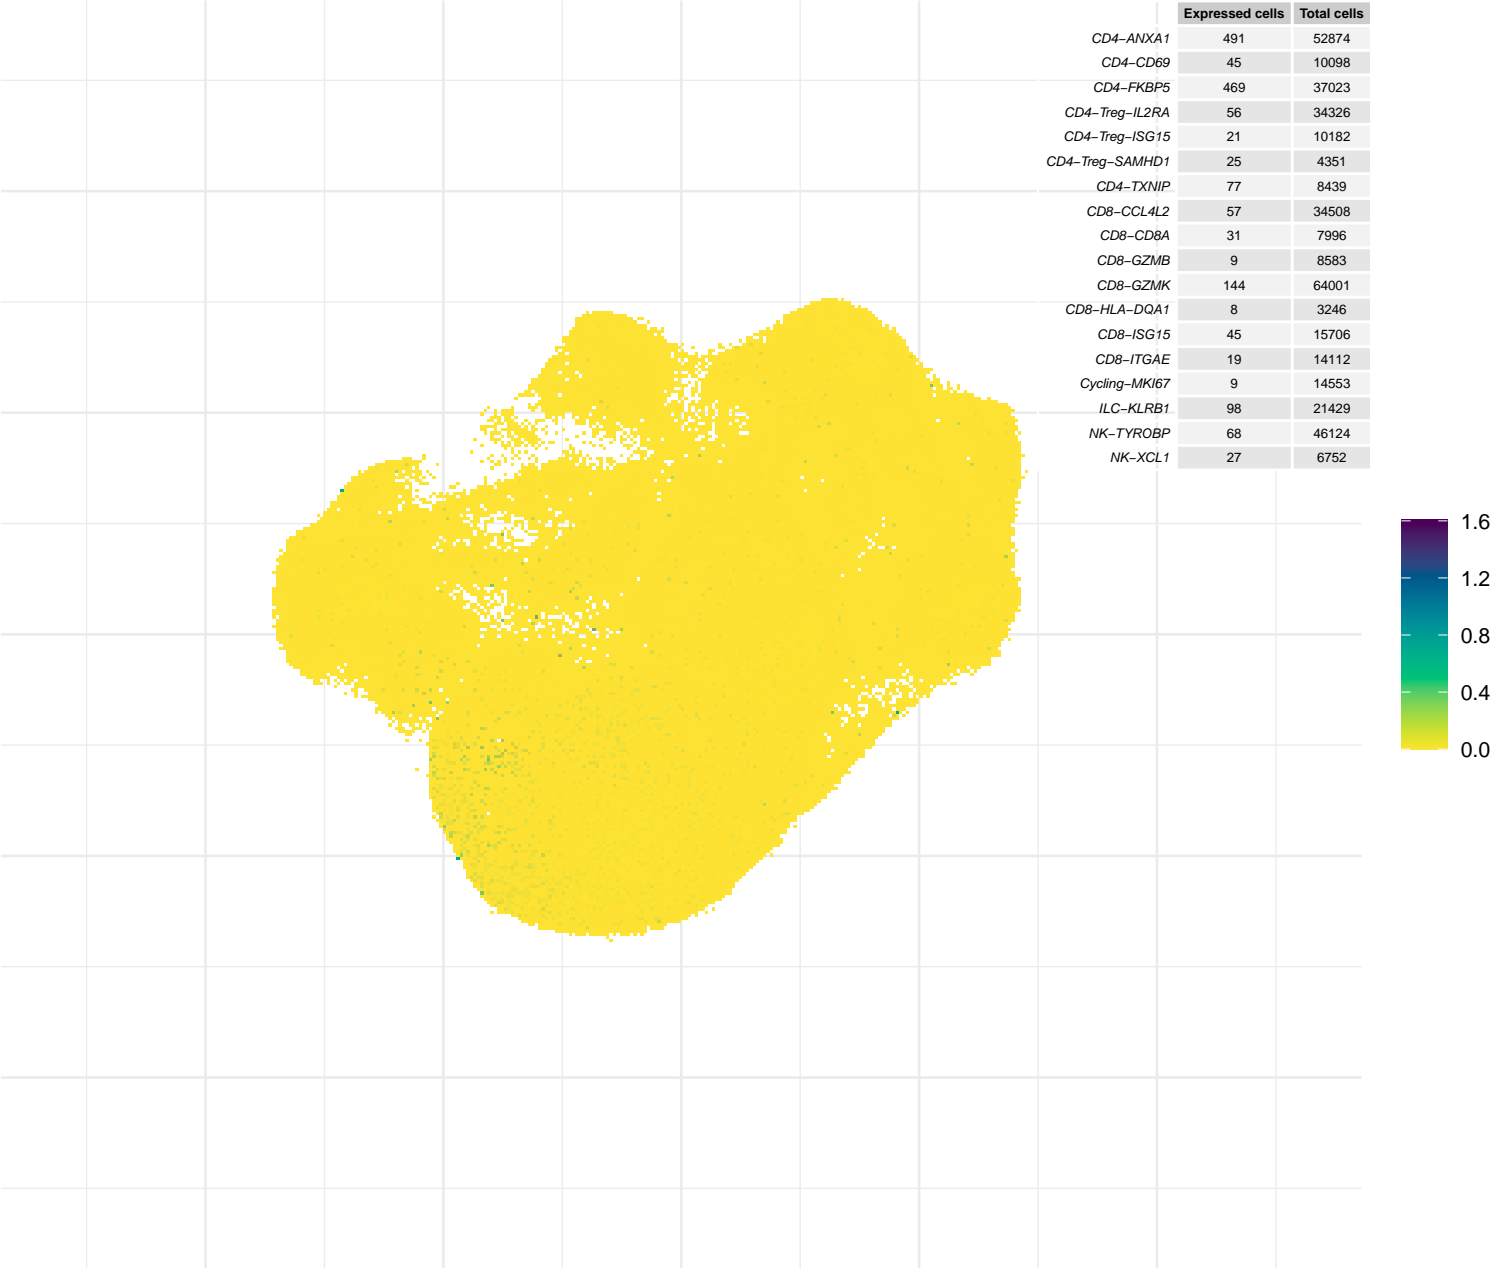 Expressed cells Total cells
CD4−ANXA1 491 52874
CD4−CD69 45 10098
CD4−FKBP5 469 37023
CD4−Treg−IL2RA 56 34326
CD4−Treg−ISG15 21 10182
CD4−Treg−SAMHD1 25 4351
CD4−TXNIP 77 8439
CD8−CCL4L2 57 34508
CD8−CD8A 31 7996
CD8−GZMB 9 8583
CD8−GZMK 144 64001
CD8−HLA−DQA1 8 3246
CD8−ISG15 45 15706
CD8−ITGAE 19 14112
Cycling−MKI67 9 14553
ILC−KLRB1 98 21429
NK−TYROBP 68 46124
NK−XCL1 27 6752
1.6
1.2
0.8
0.4
0.0